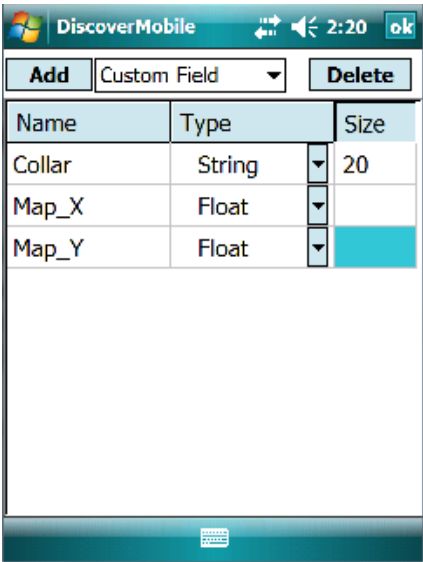 DiscoverMobile 2:20 ok
Add Custom Field Delete
Name Type Size
Collar String 20
Map_X Float
Map_Y Float